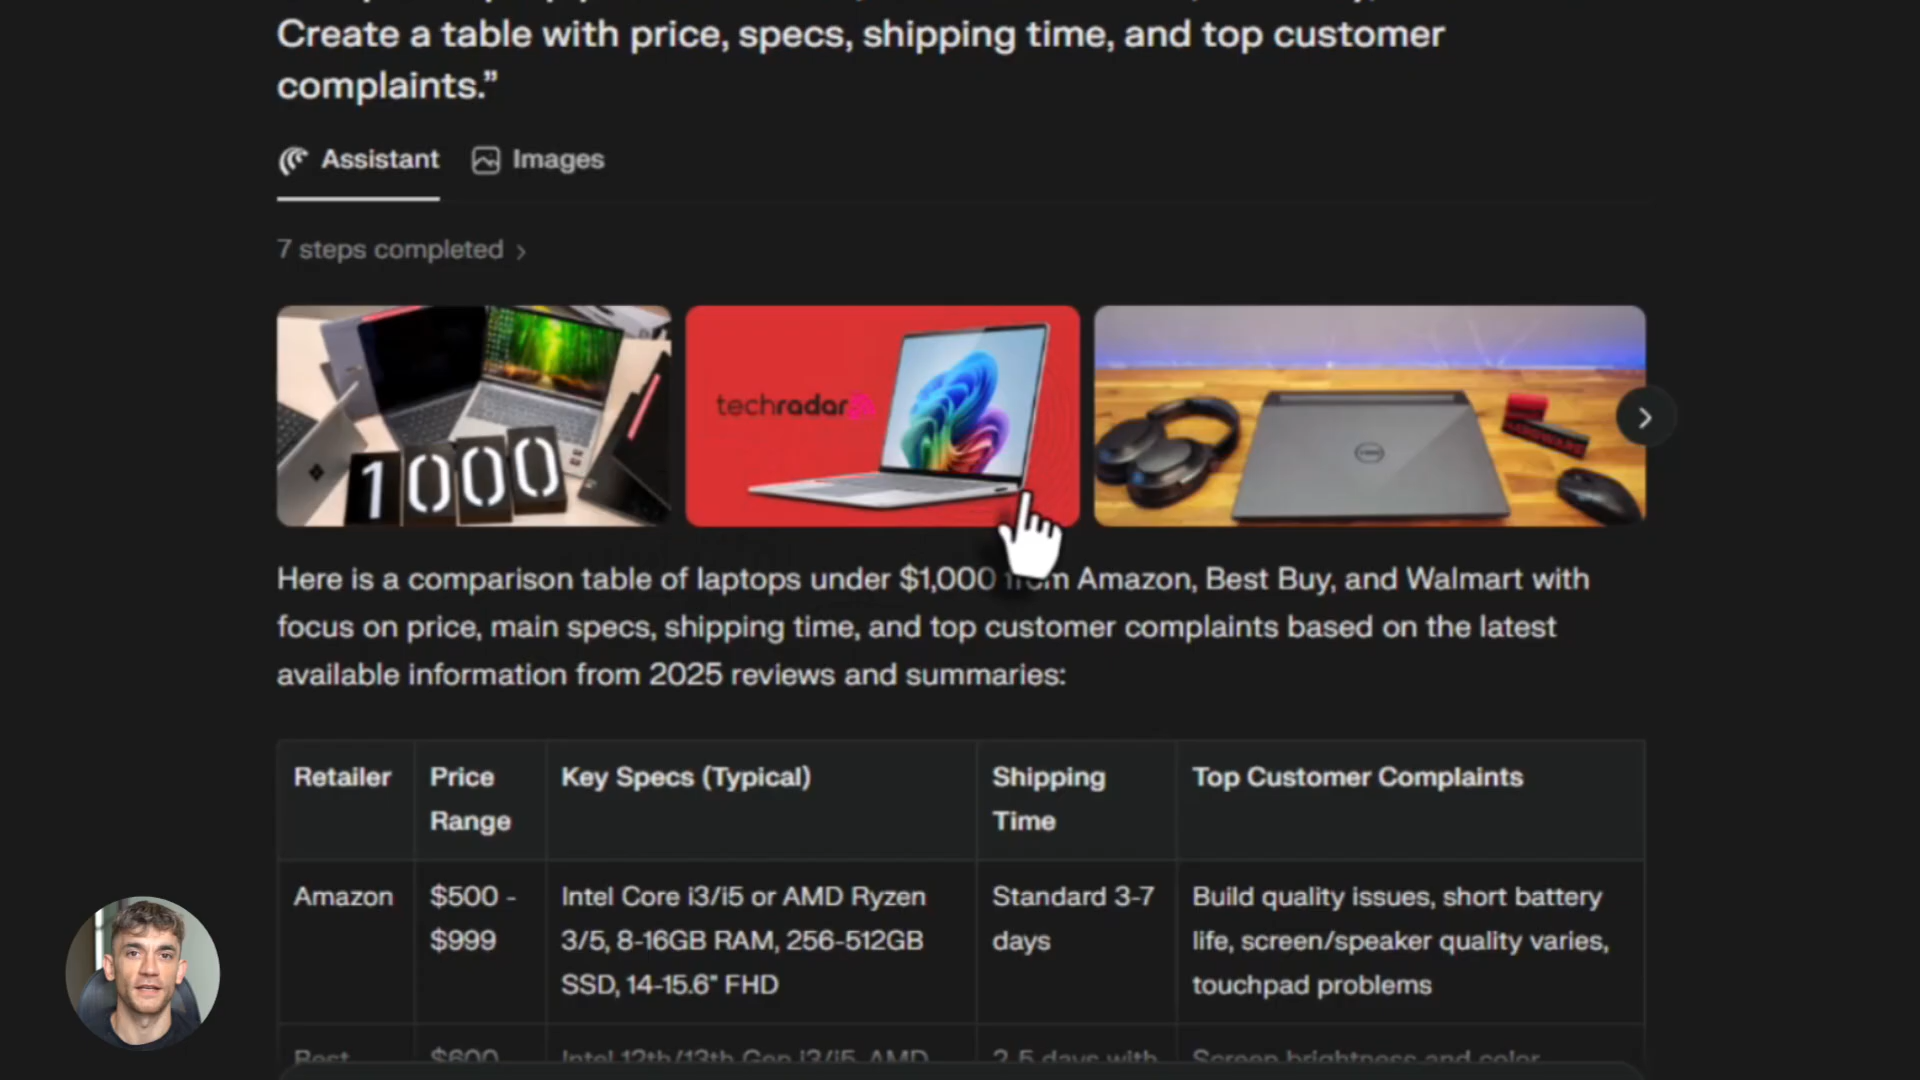 Create a table with price, specs, shipping time, and top customer
complaints.”
Assistant
Images
7 steps completed
1000
techradar
DELL
Here is a comparison table of laptops under $1,000 from Amazon, Best Buy, and Walmart with
focus on price, main specs, shipping time, and top customer complaints based on the latest
available information from 2025 reviews and summaries:
Retailer
Price
Range
Key Specs (Typical)
Shipping
Time
Top Customer Complaints
Amazon
$500 -
$999
Intel Core i3/i5 or AMD Ryzen
3/5, 8-16GB RAM, 256-512GB
SSD, 14-15.6" FHD
Standard 3-7
days
Build quality issues, short battery
life, screen/speaker quality varies,
touchpad problems
Best
$600
Intel 12th/13th Gen i3/i5, AMD
2-5 days with
Screen brightness and color